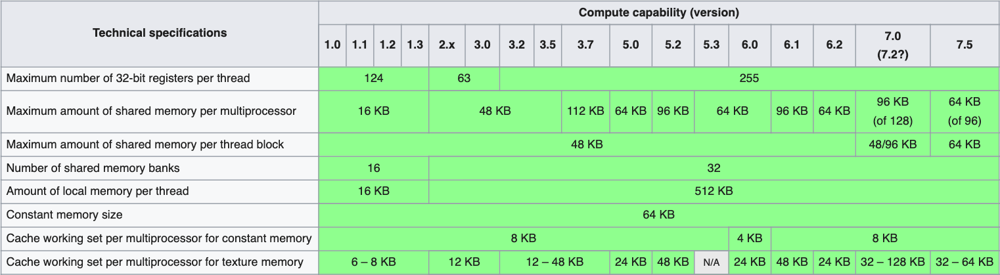 Technical specifications
Compute capability (version)
1.0 1.1 1.2 1.3 2.x 3.0 3.2 3.5 3.7 5.0 5.2 5.3 6.0 6.1 6.2 7.0 (7.2?) 7.5
Maximum number of 32-bit registers per thread 124 63 255
Maximum amount of shared memory per multiprocessor 16 KB 48 KB 112 KB 64 KB 96 KB 64 KB 96 KB 64 KB 96 KB (of 128) 64 KB (of 96)
Maximum amount of shared memory per thread block 48 KB 48/96 KB 64 KB
Number of shared memory banks 16 32
Amount of local memory per thread 16 KB 512 KB
Constant memory size 64 KB
Cache working set per multiprocessor for constant memory 8 KB 4 KB 8 KB
Cache working set per multiprocessor for texture memory 6 – 8 KB 12 KB 12 – 48 KB 24 KB 48 KB N/A 24 KB 48 KB 24 KB 32 – 128 KB 32 – 64 KB